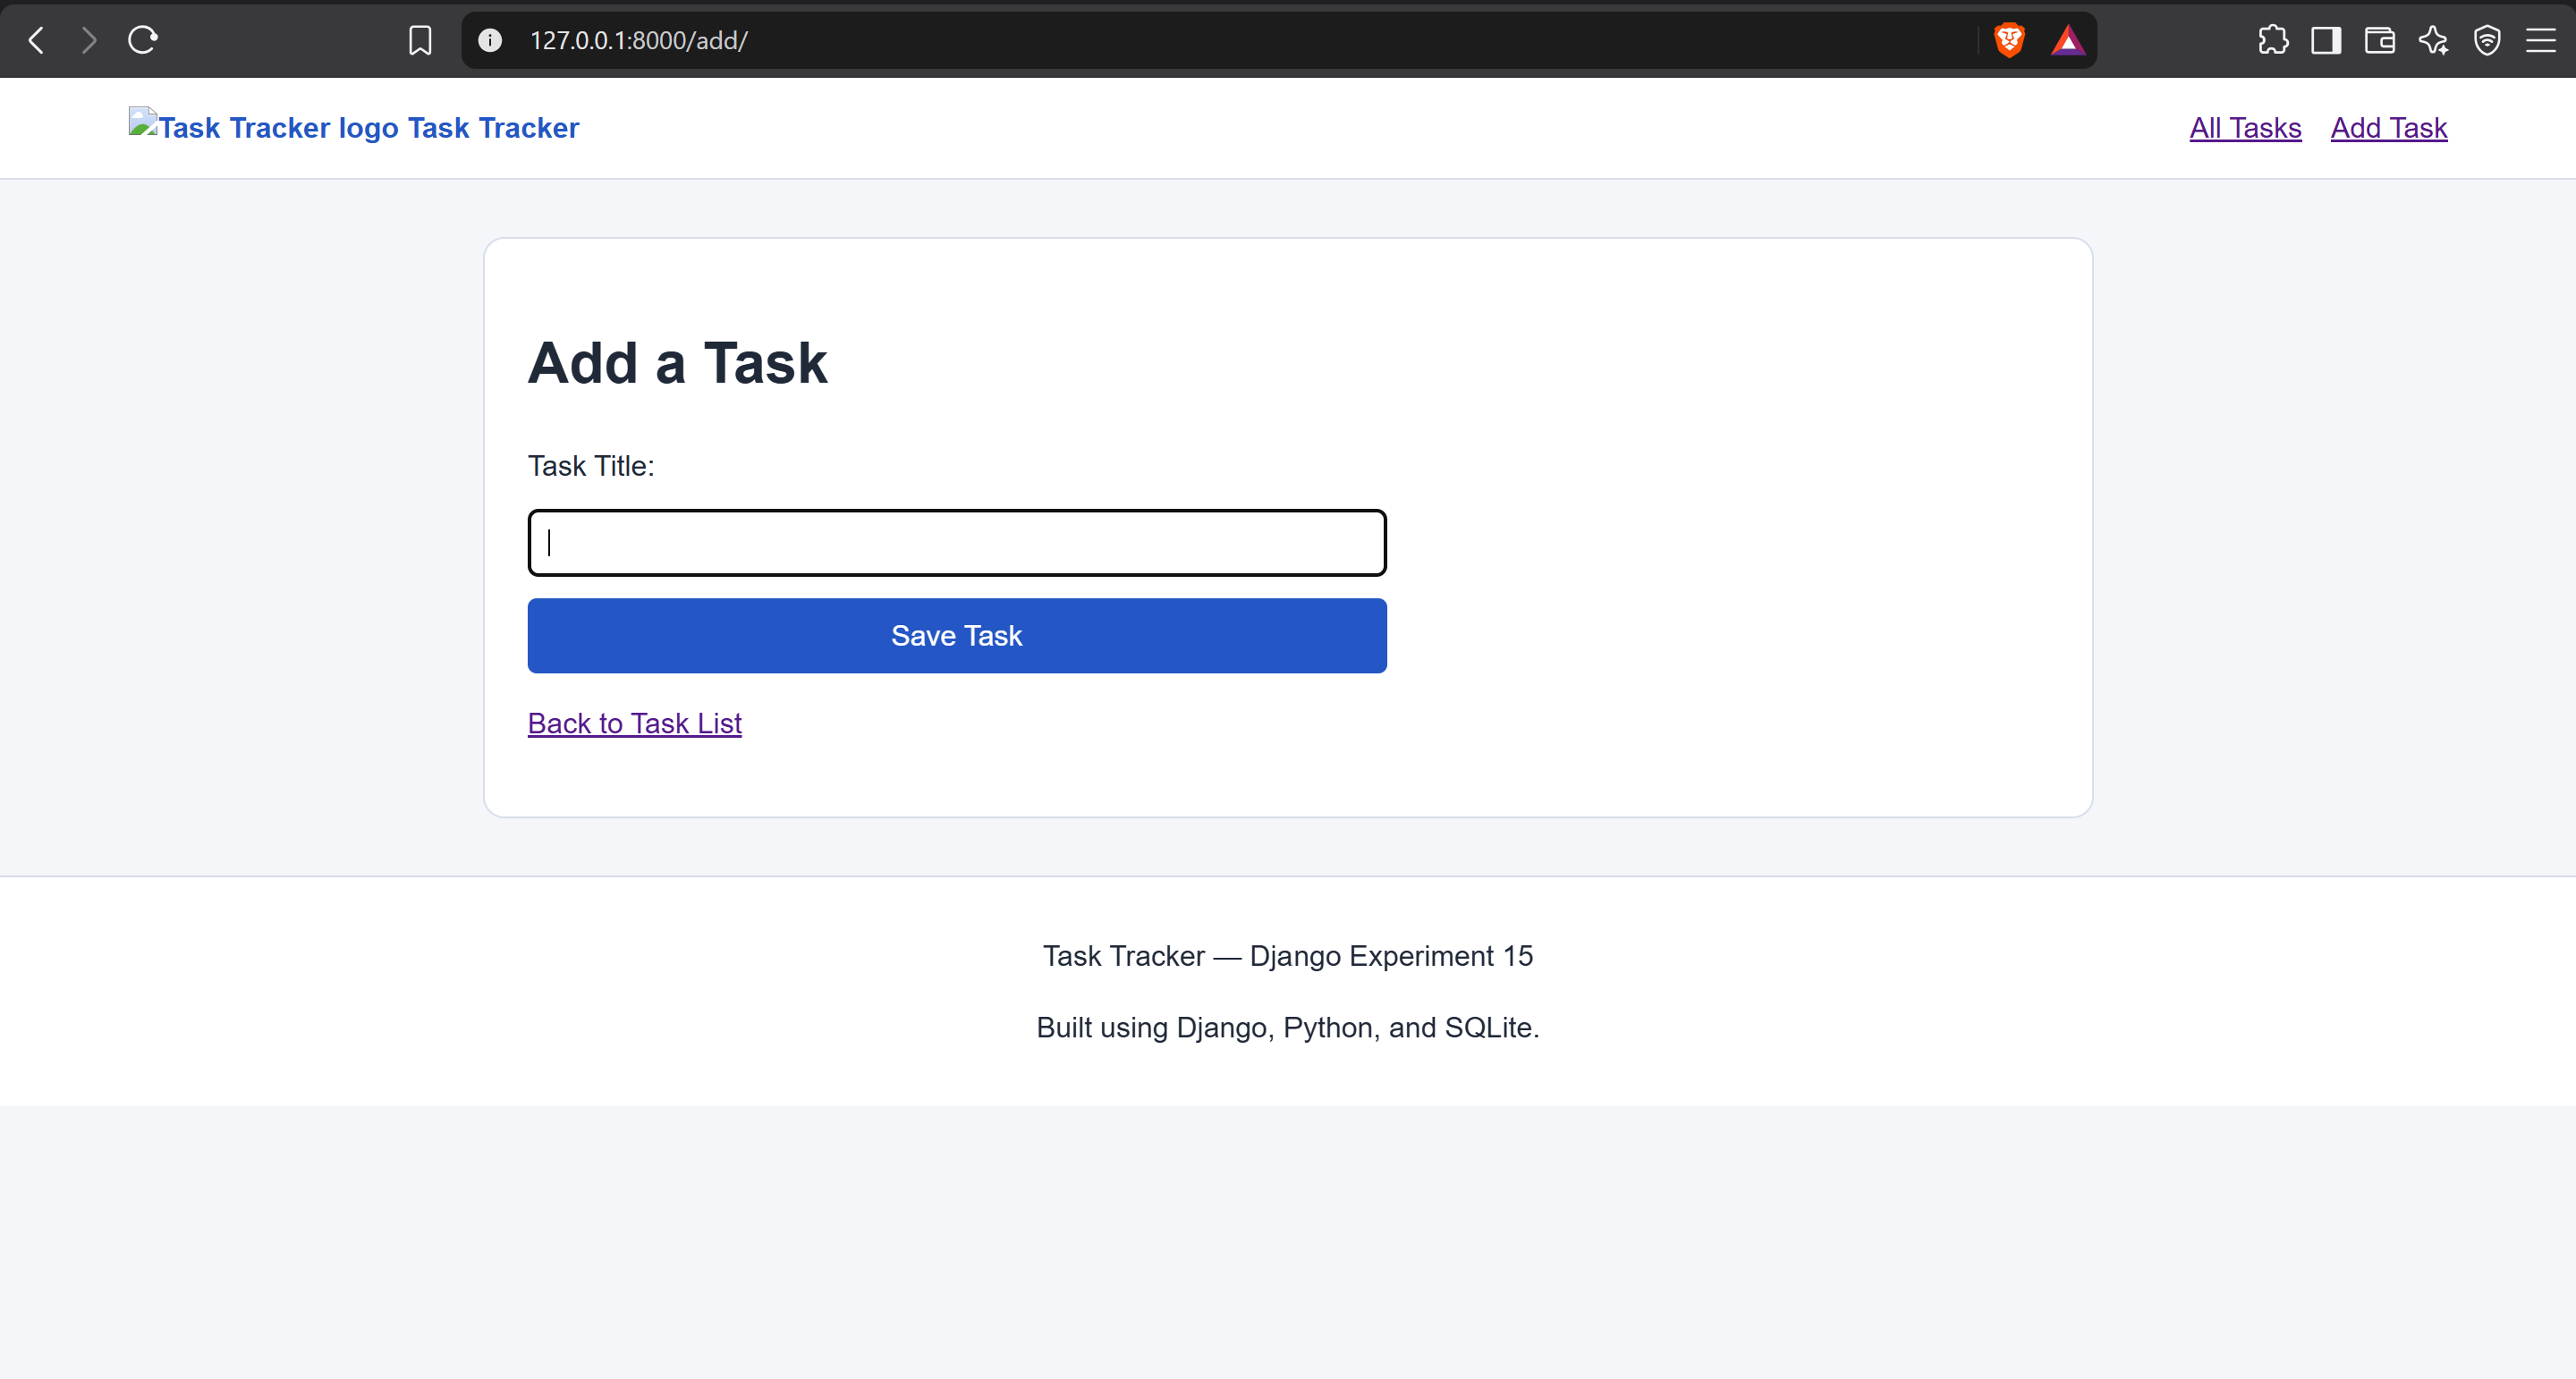 127.0.0.1:8000/add/
Task Tracker logo Task Tracker
All Tasks Add Task
Add a Task
Task Title:
Save Task
Back to Task List
Task Tracker — Django Experiment 15
Built using Django, Python, and SQLite.